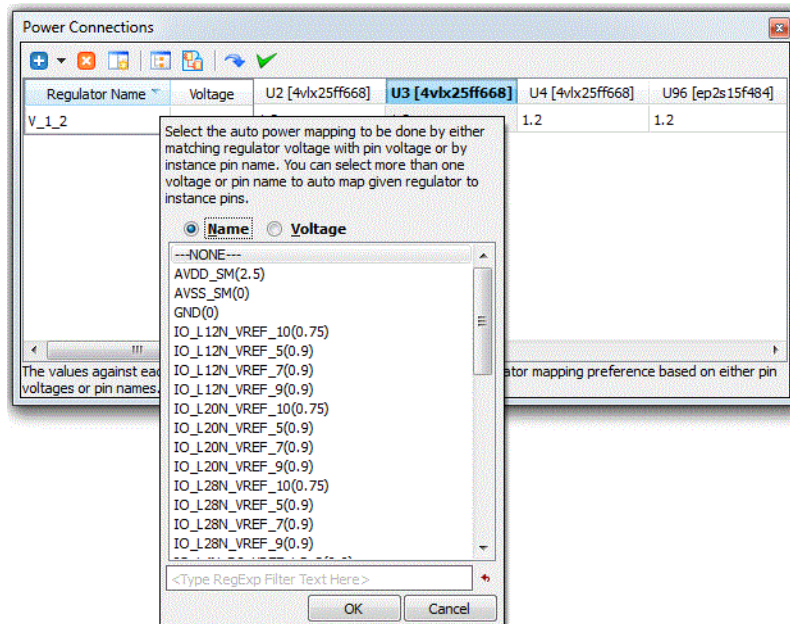 Power Connections
Regulator Name Voltage U2 [4vlx25ff668] U3 [4vlx25ff668] U4 [4vlx25ff668] U96 [ep2s15f484]
V_1_2 1.2 1.2
Select the auto power mapping to be done by either
matching regulator voltage with pin voltage or by
instance pin name. You can select more than one
voltage or pin name to auto map given regulator to
instance pins.
Name Voltage
---NONE---
AVDD_SM(2.5)
AVSS_SM(0)
GND(0)
IO_L12N_VREF_10(0.75)
IO_L12N_VREF_5(0.9)
IO_L12N_VREF_7(0.9)
IO_L12N_VREF_9(0.9)
IO_L20N_VREF_10(0.75)
IO_L20N_VREF_5(0.9)
IO_L20N_VREF_7(0.9)
IO_L20N_VREF_9(0.9)
IO_L28N_VREF_10(0.75)
IO_L28N_VREF_5(0.9)
IO_L28N_VREF_7(0.9)
IO_L28N_VREF_9(0.9)
<Type RegExp Filter Text Here>
OK Cancel
The values against mapping preference based on either pin
voltages or pin names.